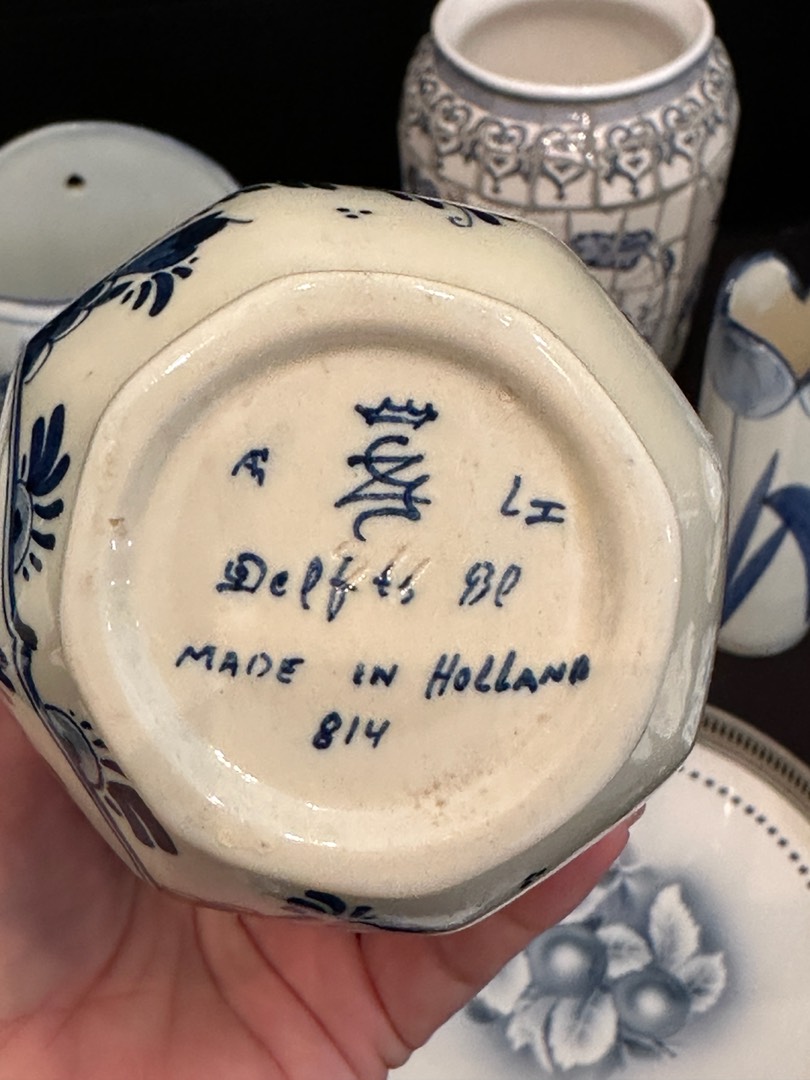 A LI
Delfts Bl
MADE IN HOLLAND
814